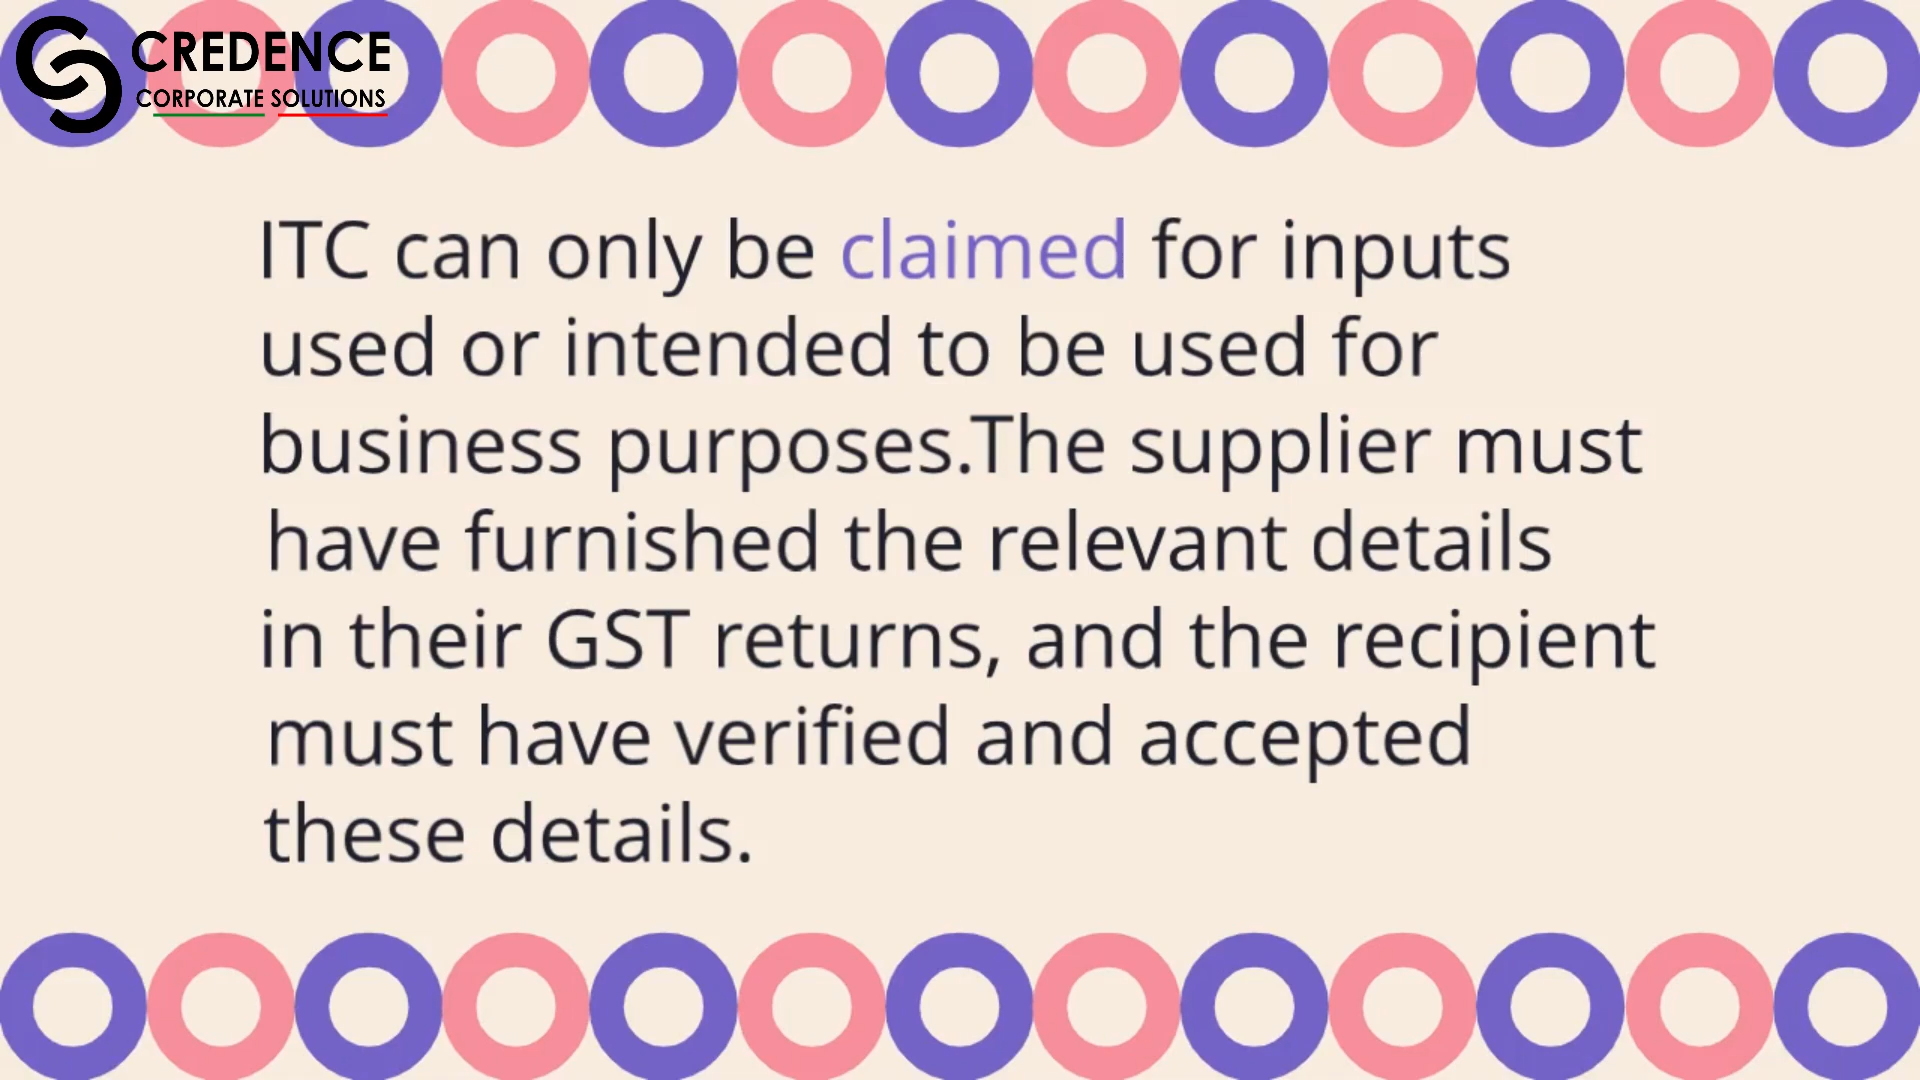 CREDENCE
CORPORATE SOLUTIONS
ITC can only be claimed for inputs
used or intended to be used for
business purposes.The supplier must
have furnished the relevant details
in their GST returns, and the recipient
must have verified and accepted
these details.